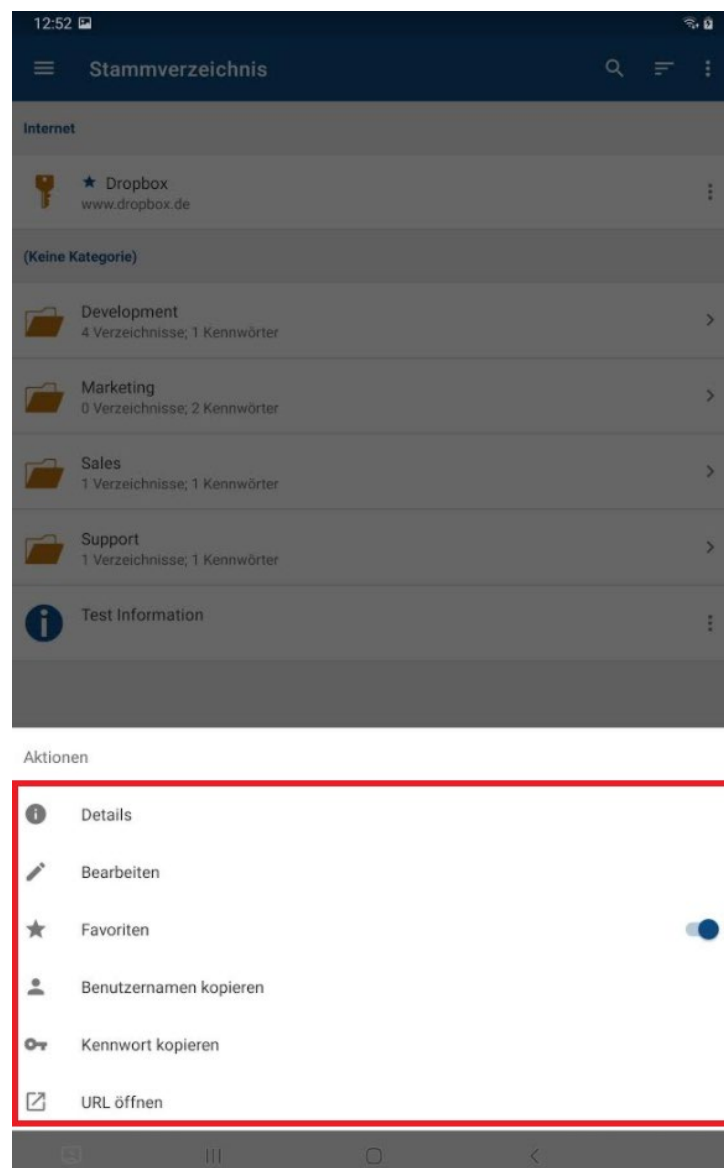 12:52
Stammverzeichnis
Internet
Dropbox
www.dropbox.de
(Keine Kategorie)
Development
4 Verzeichnisse; 1 Kennwörter
Marketing
0 Verzeichnisse; 2 Kennwörter
Sales
1 Verzeichnisse; 1 Kennwörter
Support
1 Verzeichnisse; 1 Kennwörter
Test Information
Aktionen
Details
Bearbeiten
Favoriten
Benutzernamen kopieren
Kennwort kopieren
URL öffnen